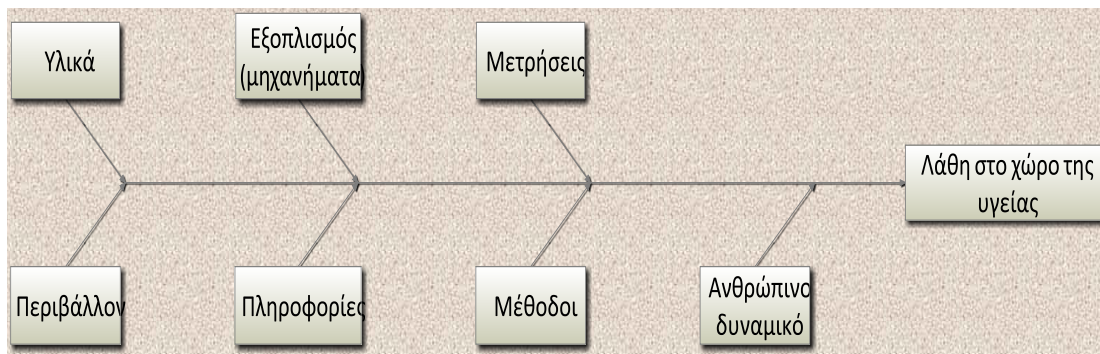 Υλικά
Εξοπλισμός
(μηχανήματα)
Μετρήσεις
Λάθη στο χώρο της
υγείας
Περιβάλλον
Πληροφορίες
Μέθοδοι
Ανθρώπινο
δυναμικό